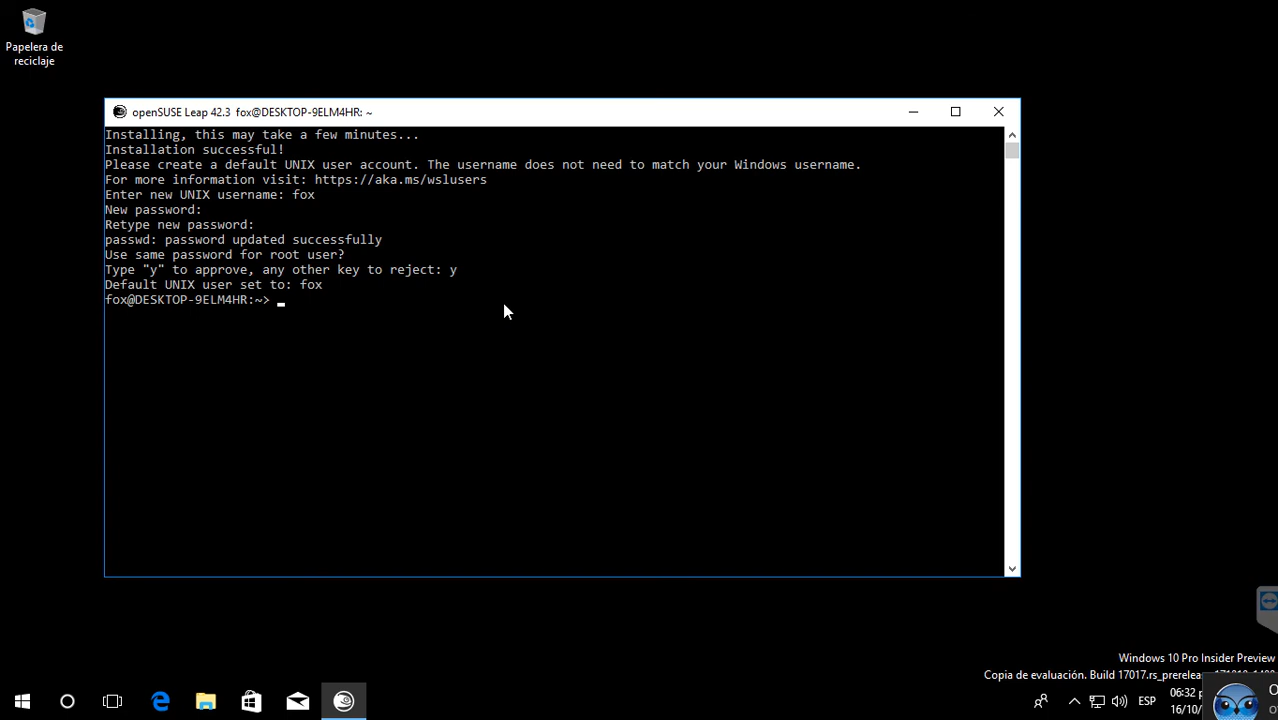 Papelera de
reciclaje
openSUSE Leap 42.3 fox@DESKTOP-9ELM4HR: ~
Installing, this may take a few minutes...
Installation successful!
Please create a default UNIX user account. The username does not need to match your Windows username.
For more information visit: https://aka.ms/wslusers
Enter new UNIX username: fox
New password:
Retype new password:
passwd: password updated successfully
Use same password for root user?
Type "y" to approve, any other key to reject: y
Default UNIX user set to: fox
fox@DESKTOP-9ELM4HR:~>
Windows 10 Pro Insider Preview
Copia de evaluación. Build 17017.rs_prerelea
06:32 p
ESP
16/10/